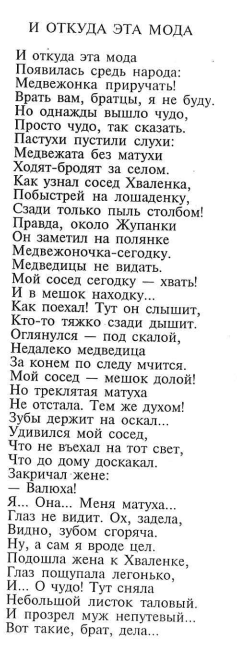 И ОТКУДА ЭТА МОДА
И откуда эта мода
Появилась средь народа:
Медвежонка приручать!
Врать вам, братцы, я не буду.
Но однажды вышло чудо,
Просто чудо, так сказать.
Пастухи пустили слухи:
Медвежата без матухи
Ходят-бродят за селом.
Как узнал сосед Хваленка,
Побыстрей на лошаденку,
Сзади только пыль столбом!
Правда, около Жупанки
Он заметил на полянке
Медвежоночка-сегодку.
Медведицы не видать.
Мой сосед сегодку — хвать!
И в мешок находку...
Как поехал! Тут он слышит,
Кто-то тяжко сзади дышит.
Оглянулся — под скалой,
Недалеко медведица
За конем по следу мчится.
Мой сосед — мешок долой!
Но треклятая матуха
Не отстала. Тем же духом!
Зубы держит на оскал...
Удивился мой сосед,
Что не въехал на тот свет,
Что до дому доскакал.
Закричал жене:
— Валюха!
Я... Она... Меня матуха...
Глаз не видит. Ох, задела,
Видно, зубом сгоряча.
Ну, а сам я вроде цел.
Подошла жена к Хваленке,
Глаз пощупала легонько,
И... О чудо! Тут сняла
Небольшой листок таловый.
И прозрел муж непутевый...
Вот такие, брат, дела...